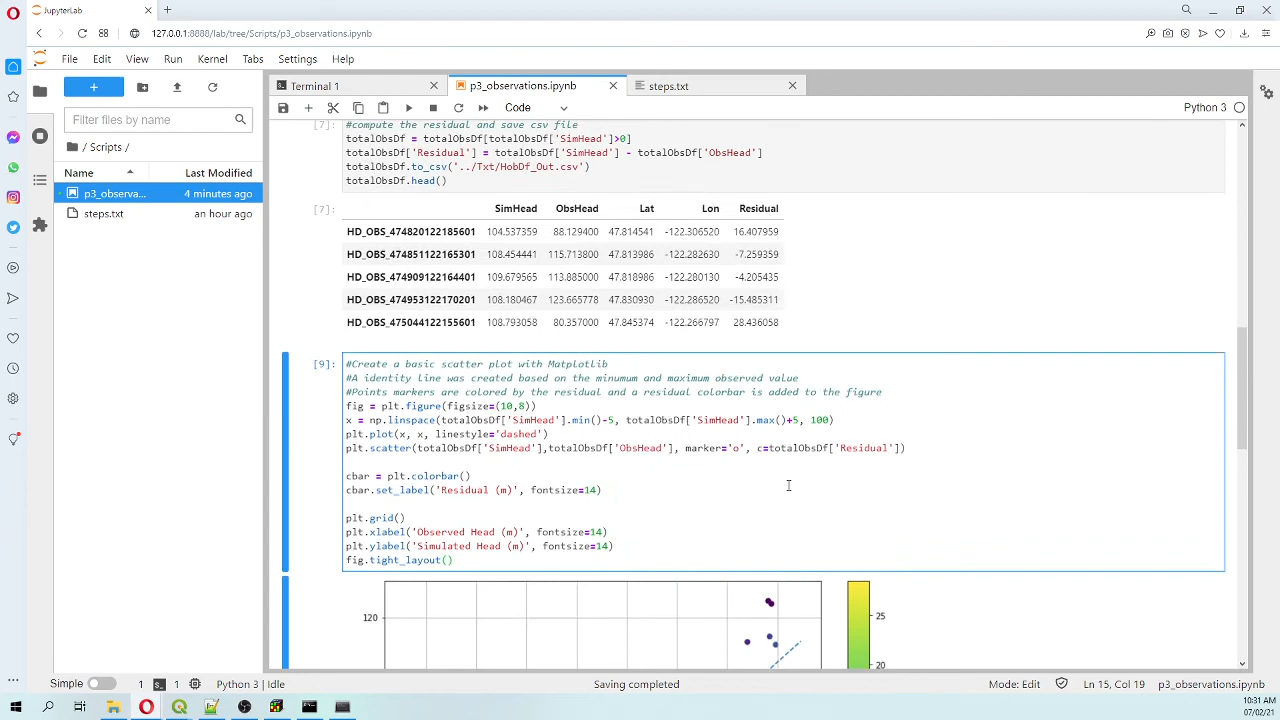 JupyterLab
127.0.0.1:8888/lab/tree/Scripts/p3_observations.ipynb
File Edit View Run Kernel Tabs Settings Help
Terminal 1
p3_observations.ipynb
steps.txt
Code
Python 3
Filter files by name
/ Scripts /
Name Last Modified
p3_observa... 4 minutes ago
steps.txt an hour ago
[7]: #compute the residual and save csv file
totalObsDf = totalObsDf[totalObsDf['SimHead']>0]
totalObsDf['Residual'] = totalObsDf['SimHead'] - totalObsDf['ObsHead']
totalObsDf.to_csv('../Txt/HobDf_Out.csv')
totalObsDf.head()
[7]: SimHead ObsHead Lat Lon Residual
HD_OBS_474820122185601 104.537359 88.129400 47.814541 -122.306520 16.407959
HD_OBS_474851122165301 108.454441 115.713800 47.813986 -122.282630 -7.259359
HD_OBS_474909122164401 109.679565 113.885000 47.818986 -122.280130 -4.205435
HD_OBS_474953122170201 108.180467 123.665778 47.830930 -122.286520 -15.485311
HD_OBS_475044122155601 108.793058 80.357000 47.845374 -122.266797 28.436058
[9]: #Create a basic scatter plot with Matplotlib
#A identity line was created based on the minumum and maximum observed value
#Points markers are colored by the residual and a residual colorbar is added to the figure
fig = plt.figure(figsize=(10,8))
x = np.linspace(totalObsDf['SimHead'].min()-5, totalObsDf['SimHead'].max()+5, 100)
plt.plot(x, x, linestyle='dashed')
plt.scatter(totalObsDf['SimHead'],totalObsDf['ObsHead'], marker='o', c=totalObsDf['Residual'])
cbar = plt.colorbar()
cbar.set_label('Residual (m)', fontsize=14)
plt.grid()
plt.xlabel('Observed Head (m)', fontsize=14)
plt.ylabel('Simulated Head (m)', fontsize=14)
fig.tight_layout()
120
25
20
Simple 1 1 Python 3 | Idle Saving completed Mode: Edit Ln 15, Col 19 p3_observations.ipynb
10:31 AM
07/02/21